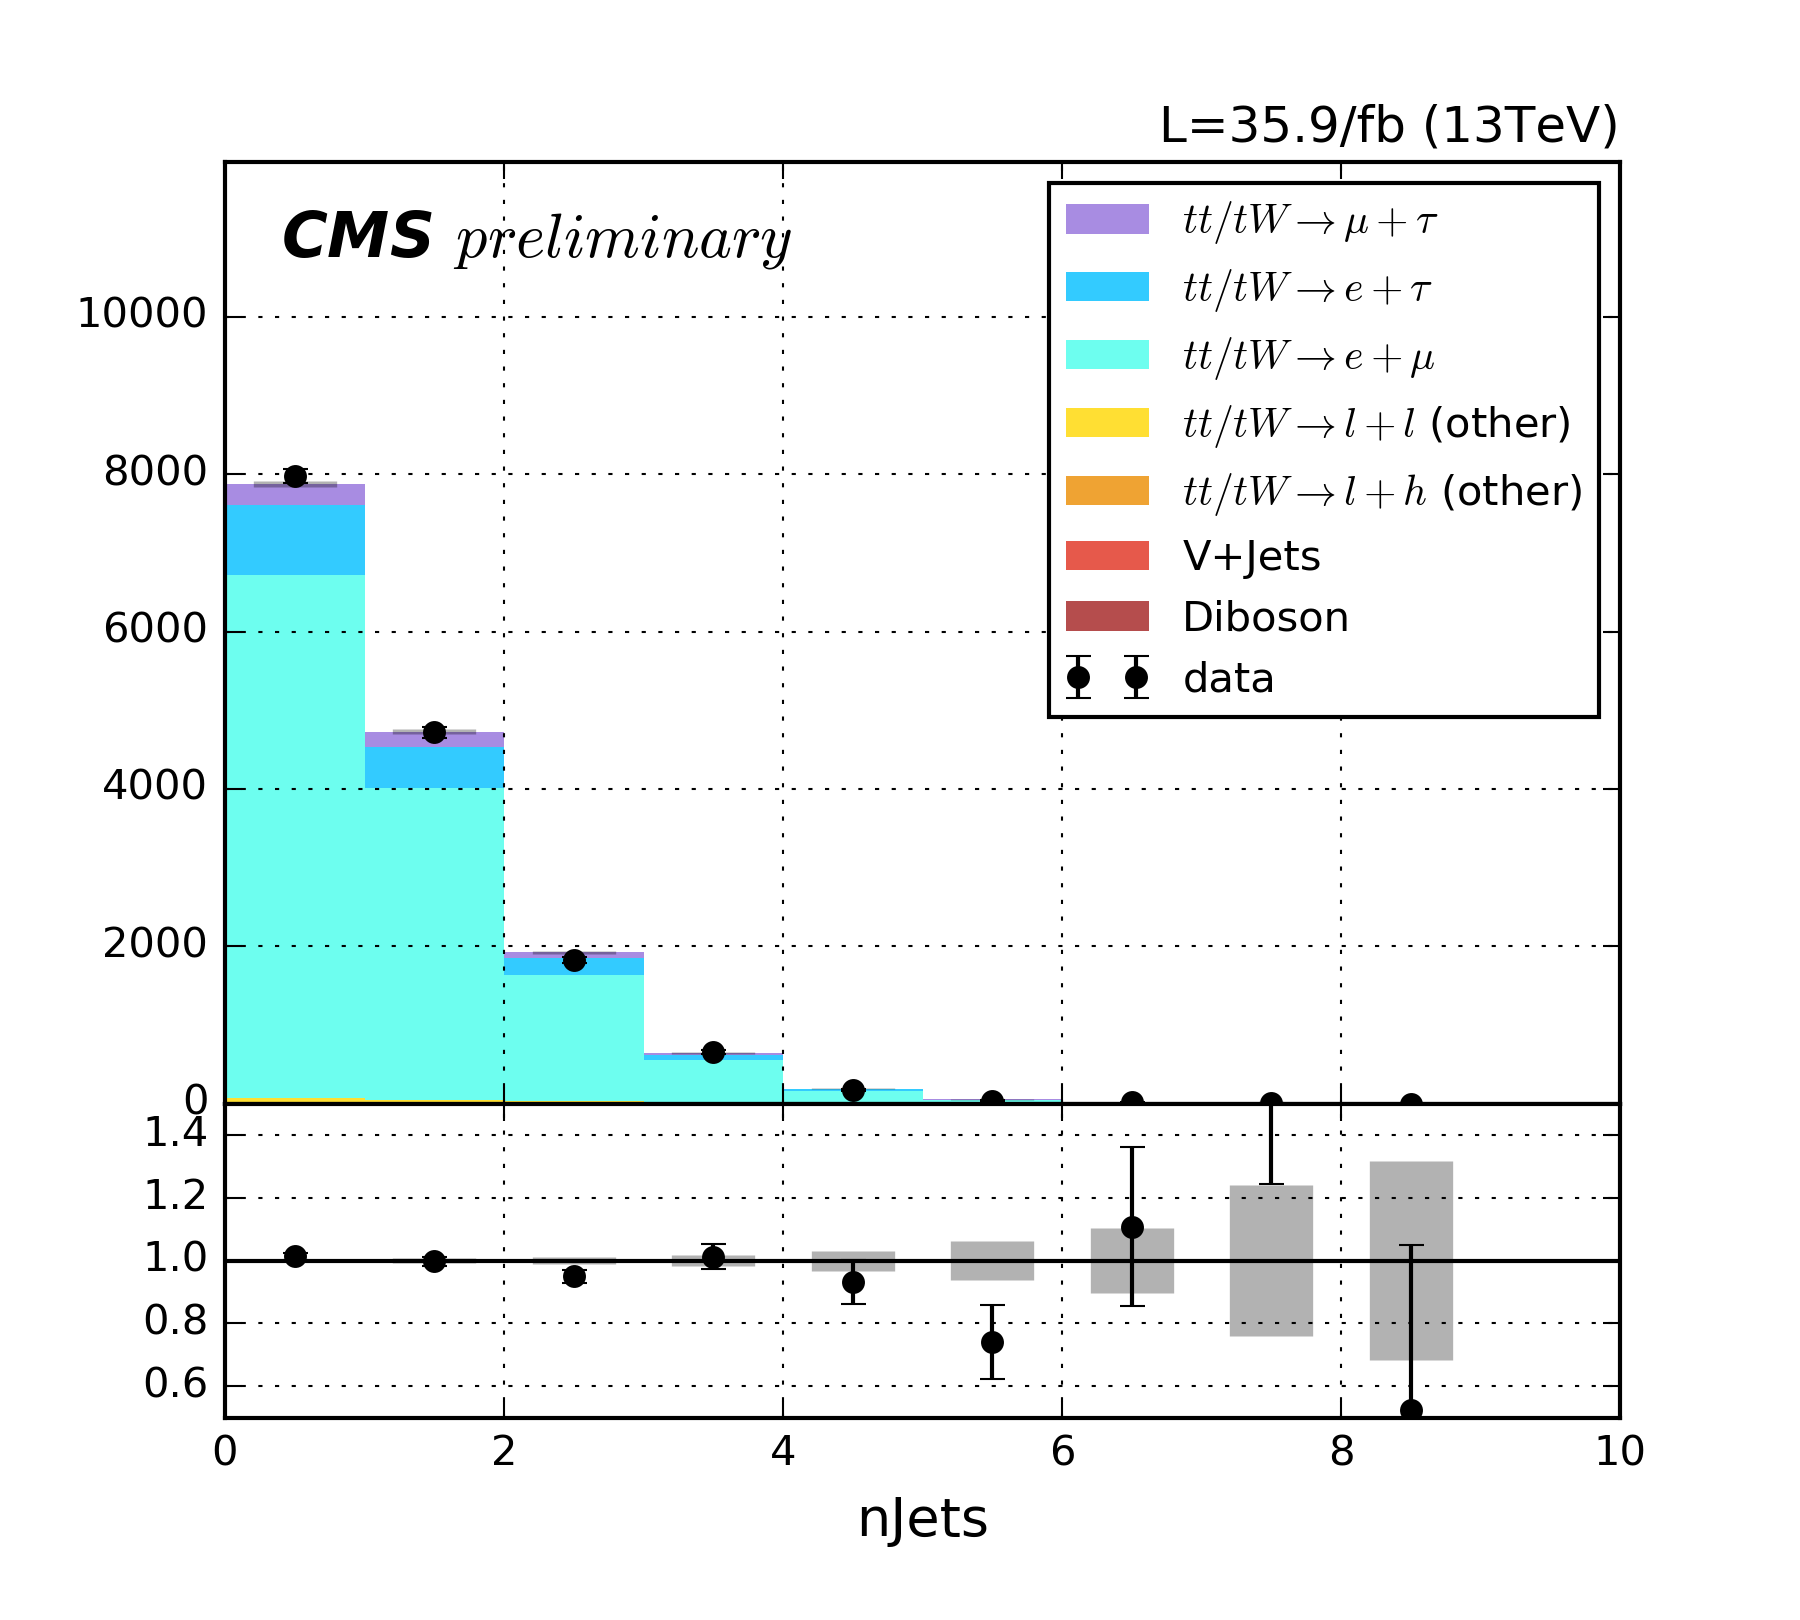 L=35.9/fb (13TeV)
CMS preliminary
tt/tW → μ + τ
tt/tW → e + τ
tt/tW → e + μ
tt/tW → l + l (other)
tt/tW → l + h (other)
V+Jets
Diboson
data
10000
8000
6000
4000
2000
0
1.4
1.2
1.0
0.8
0.6
0 2 4 6 8 10
nJets